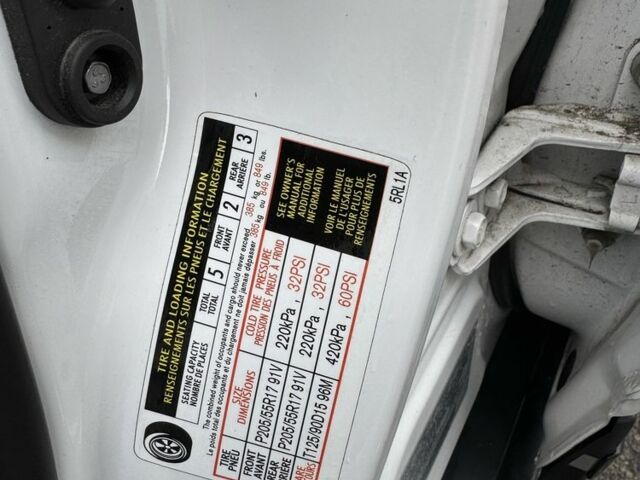 TIRE AND LOADING INFORMATION
RENSEIGNEMENTS SUR LES PNEUS ET LE CHARGEMENT
SEATING CAPACITY TOTAL 5 FRONT 2 REAR 3
NOMBRE DE PLACES TOTAL AVANT ARRIÈRE
The combined weight of occupants and cargo should never exceed 385 kg or 849 lbs.
Le poids total des occupants et du chargement ne doit jamais dépasser 385 kg ou 849 lb.
TIRE SIZE COLD TIRE PRESSURE
PNEU DIMENSIONS PRESSION DES PNEUS À FROID
FRONT P205/55R17 91V 220kPa, 32PSI
AVANT
REAR P205/55R17 91V 220kPa, 32PSI
ARRIÈRE
T125/90D15 96M 420kPa, 60PSI
SEE OWNER'S
MANUAL FOR
ADDITIONAL
INFORMATION
VOIR LE MANUEL
DE L'USAGER
POUR PLUS DE
RENSEIGNEMENTS
5RL1A